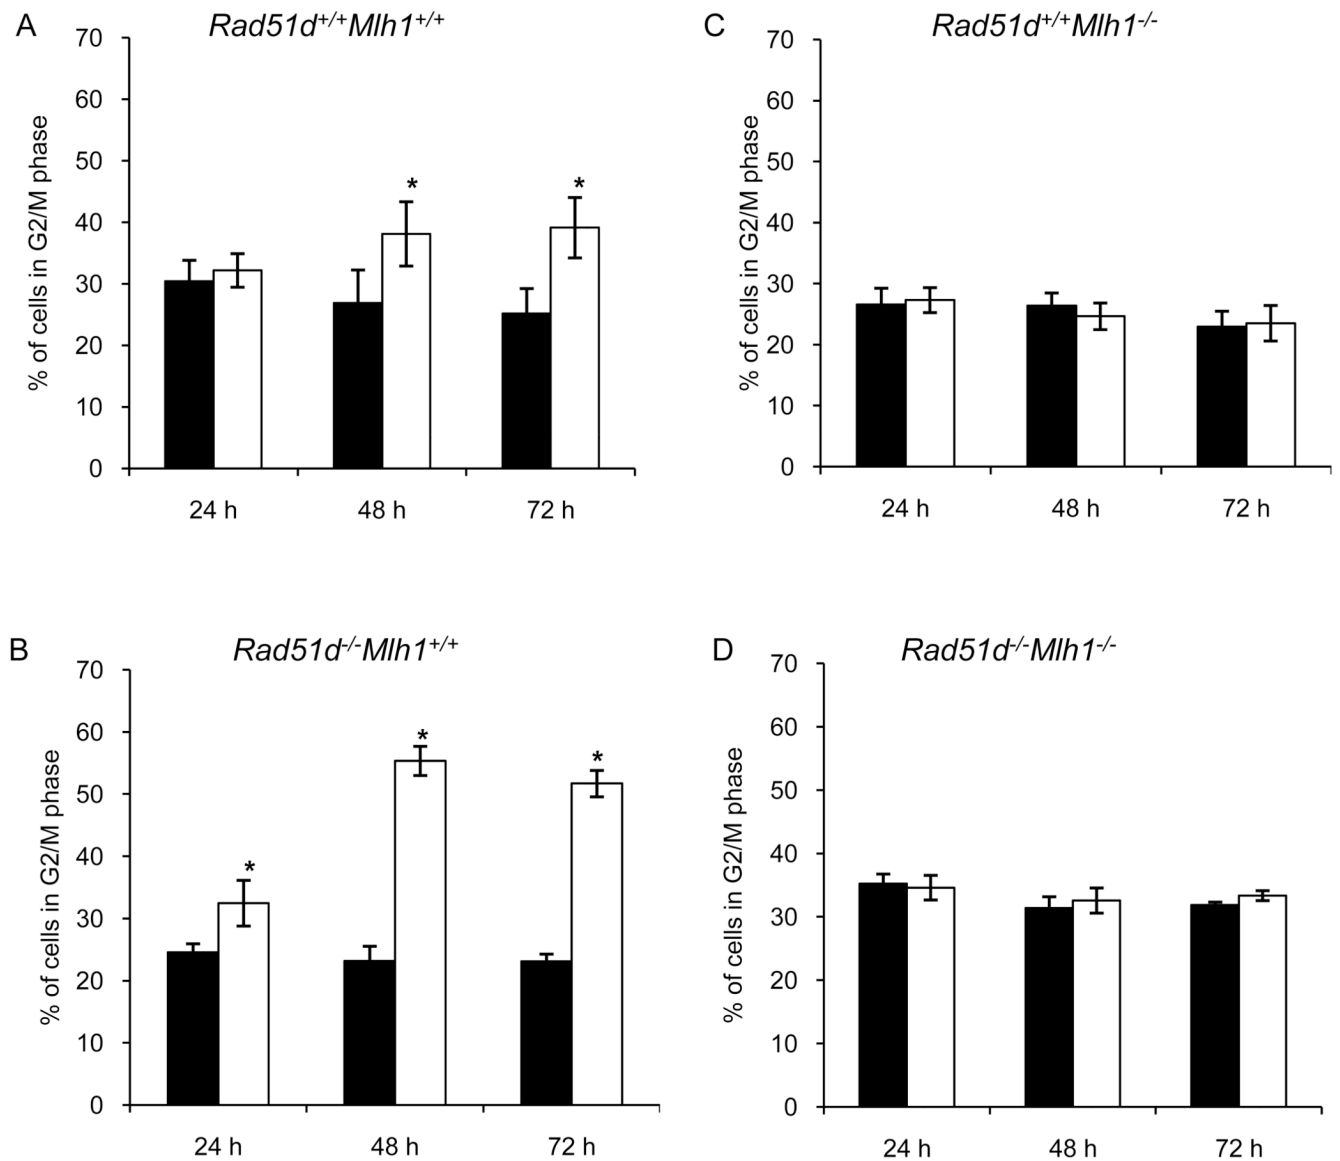 A
Rad51d+/+Mlh1+/+
% of cells in G2/M phase
70
60
50
40
30
20
10
0
*
*
24 h 48 h 72 h
C
Rad51d+/+Mlh1-/-
% of cells in G2/M phase
70
60
50
40
30
20
10
0
24 h 48 h 72 h
B
Rad51d-/-Mlh1+/+
% of cells in G2/M phase
70
60
50
40
30
20
10
0
*
*
*
24 h 48 h 72 h
D
Rad51d-/-Mlh1-/-
% of cells in G2/M phase
70
60
50
40
30
20
10
0
24 h 48 h 72 h